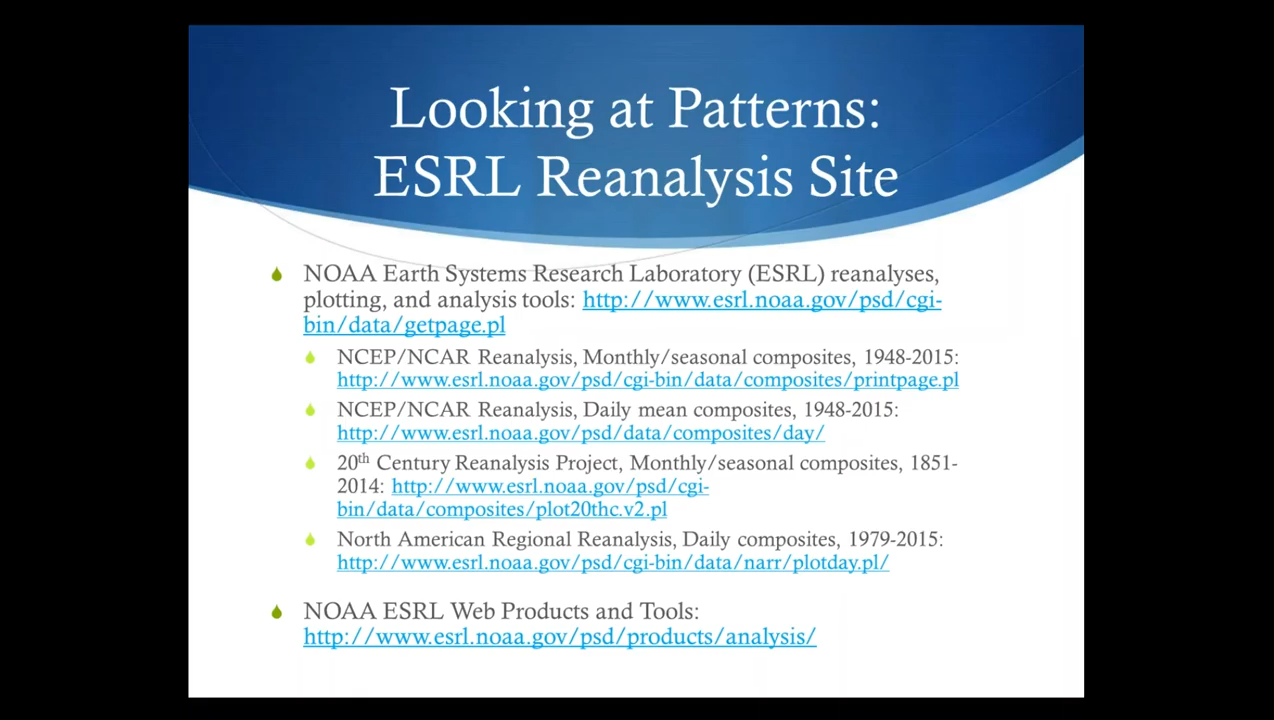 Looking at Patterns:
ESRL Reanalysis Site
NOAA Earth Systems Research Laboratory (ESRL) reanalyses,
plotting, and analysis tools: http://www.esrl.noaa.gov/psd/cgi-
bin/data/getpage.pl
NCEP/NCAR Reanalysis, Monthly/seasonal composites, 1948-2015:
http://www.esrl.noaa.gov/psd/cgi-bin/data/composites/printpage.pl
NCEP/NCAR Reanalysis, Daily mean composites, 1948-2015:
http://www.esrl.noaa.gov/psd/data/composites/day/
20th Century Reanalysis Project, Monthly/seasonal composites, 1851-
2014: http://www.esrl.noaa.gov/psd/cgi-
bin/data/composites/plot20thc.v2.pl
North American Regional Reanalysis, Daily composites, 1979-2015:
http://www.esrl.noaa.gov/psd/cgi-bin/data/narr/plotday.pl/
NOAA ESRL Web Products and Tools:
http://www.esrl.noaa.gov/psd/products/analysis/